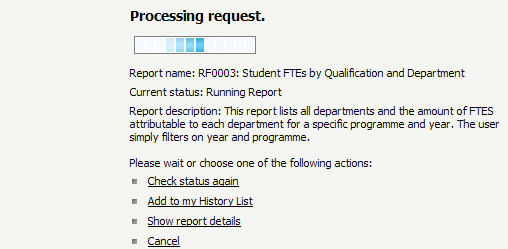 Processing request.
Report name: RF0003: Student FTEs by Qualification and Department
Current status: Running Report
Report description: This report lists all departments and the amount of FTES
attributable to each department for a specific programme and year. The user
simply filters on year and programme.
Please wait or choose one of the following actions:
Check status again
Add to my History List
Show report details
Cancel